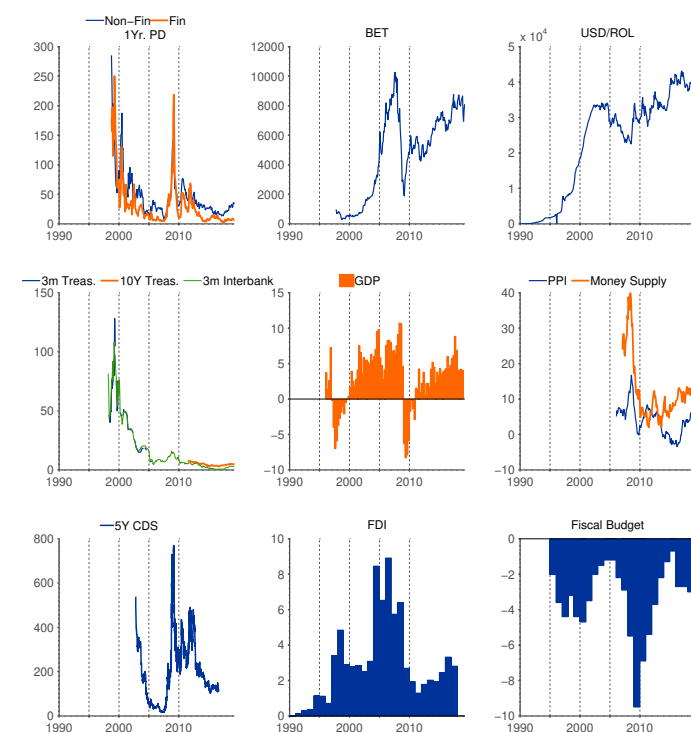 Non−Fin Fin
1Yr. PD
300
250
200
150
100
50
0
1990 2000 2010
BET
12000
10000
8000
6000
4000
2000
0
1990 2000 2010
USD/ROL
x 10^4
5
4
3
2
1
0
1990 2000 2010
3m Treas. 10Y Treas. 3m Interbank
150
100
50
0
1990 2000 2010
GDP
15
10
5
0
−5
−10
1990 2000 2010
PPI Money Supply
40
30
20
10
0
−10
1990 2000 2010
5Y CDS
800
600
400
200
0
1990 2000 2010
FDI
10
8
6
4
2
0
1990 2000 2010
Fiscal Budget
0
−2
−4
−6
−8
−10
1990 2000 2010